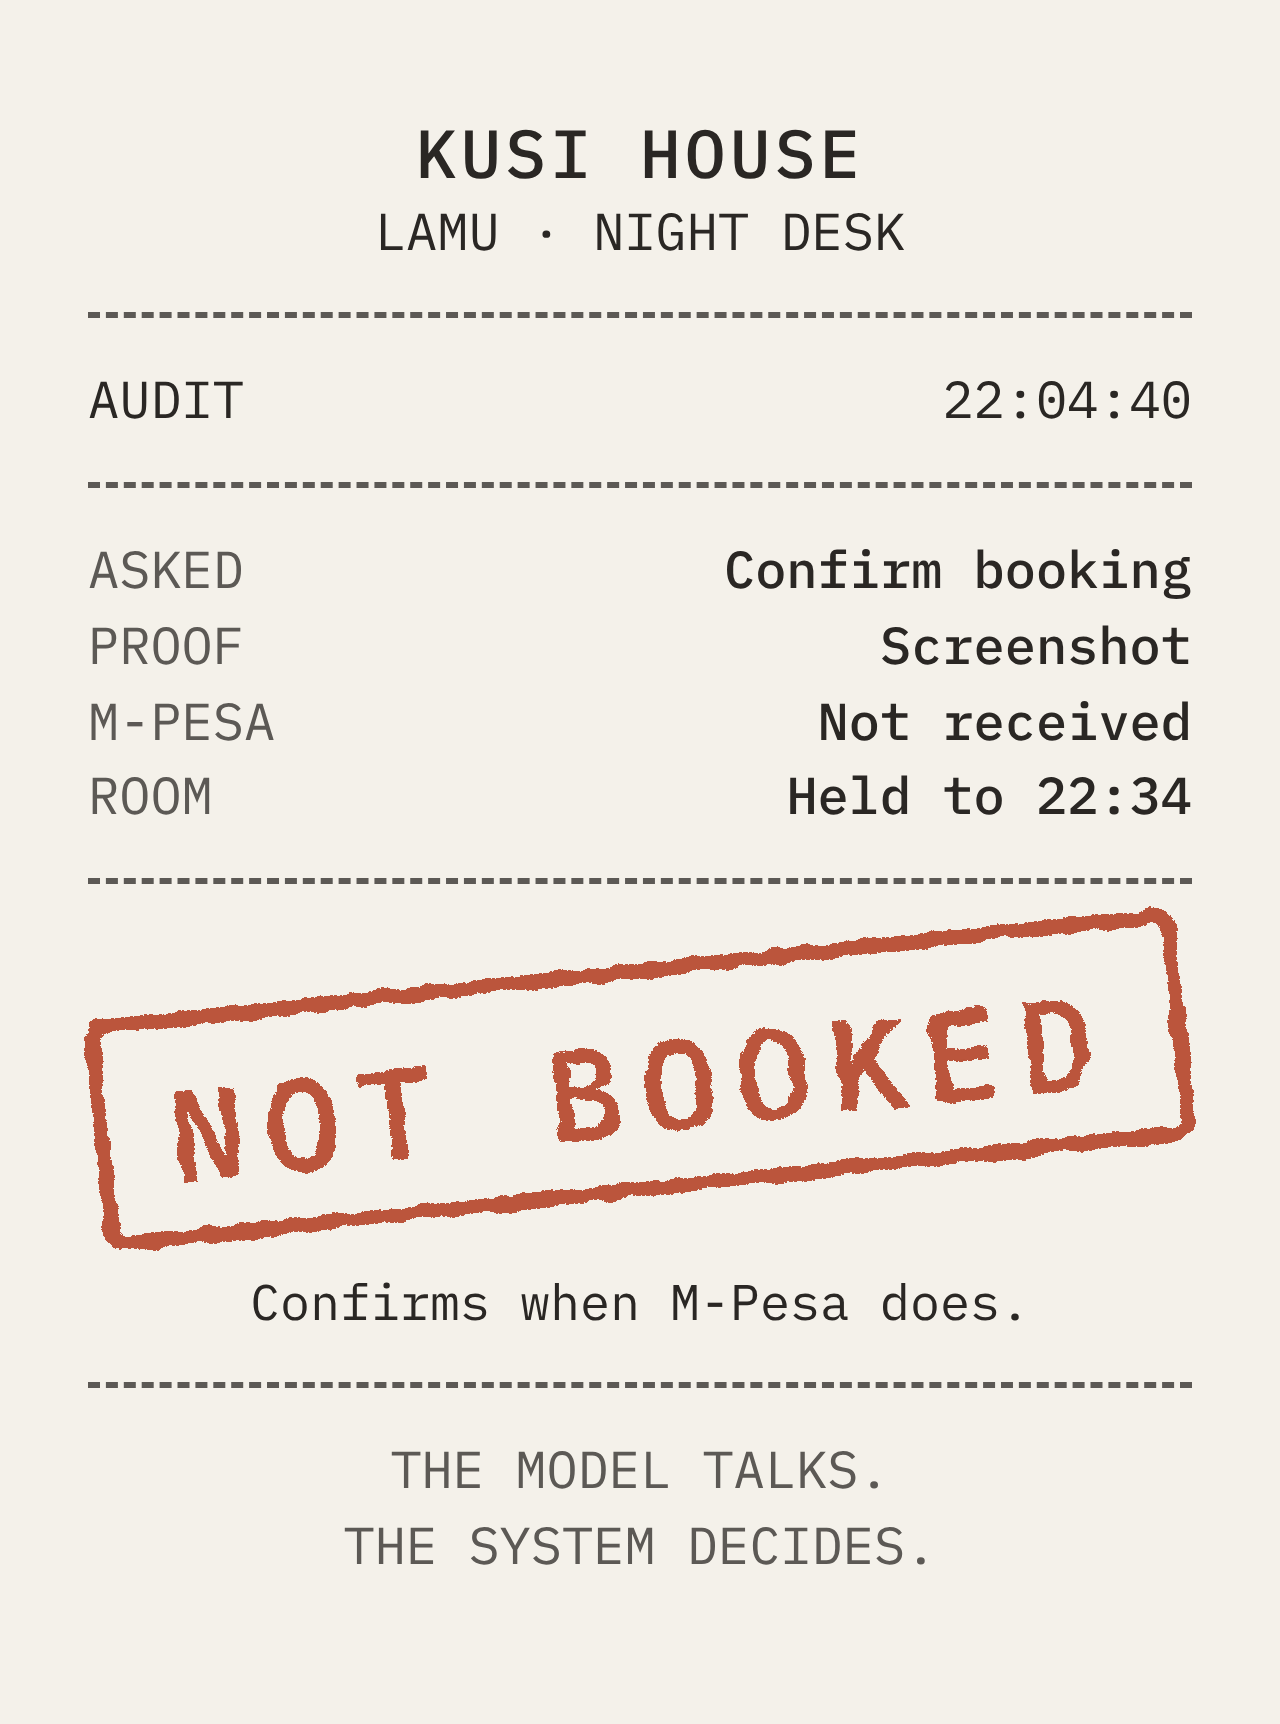 KUSI HOUSE
LAMU · NIGHT DESK
AUDIT 22:04:40
ASKED Confirm booking
PROOF Screenshot
M-PESA Not received
ROOM Held to 22:34
NOT BOOKED
Confirms when M-Pesa does.
THE MODEL TALKS.
THE SYSTEM DECIDES.